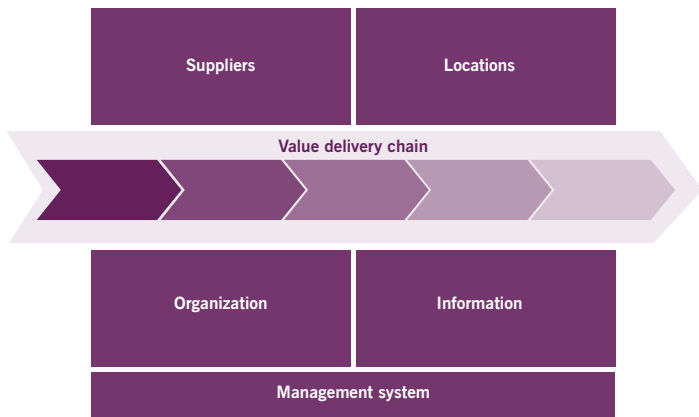 Suppliers
Locations
Value delivery chain
Organization
Information
Management system